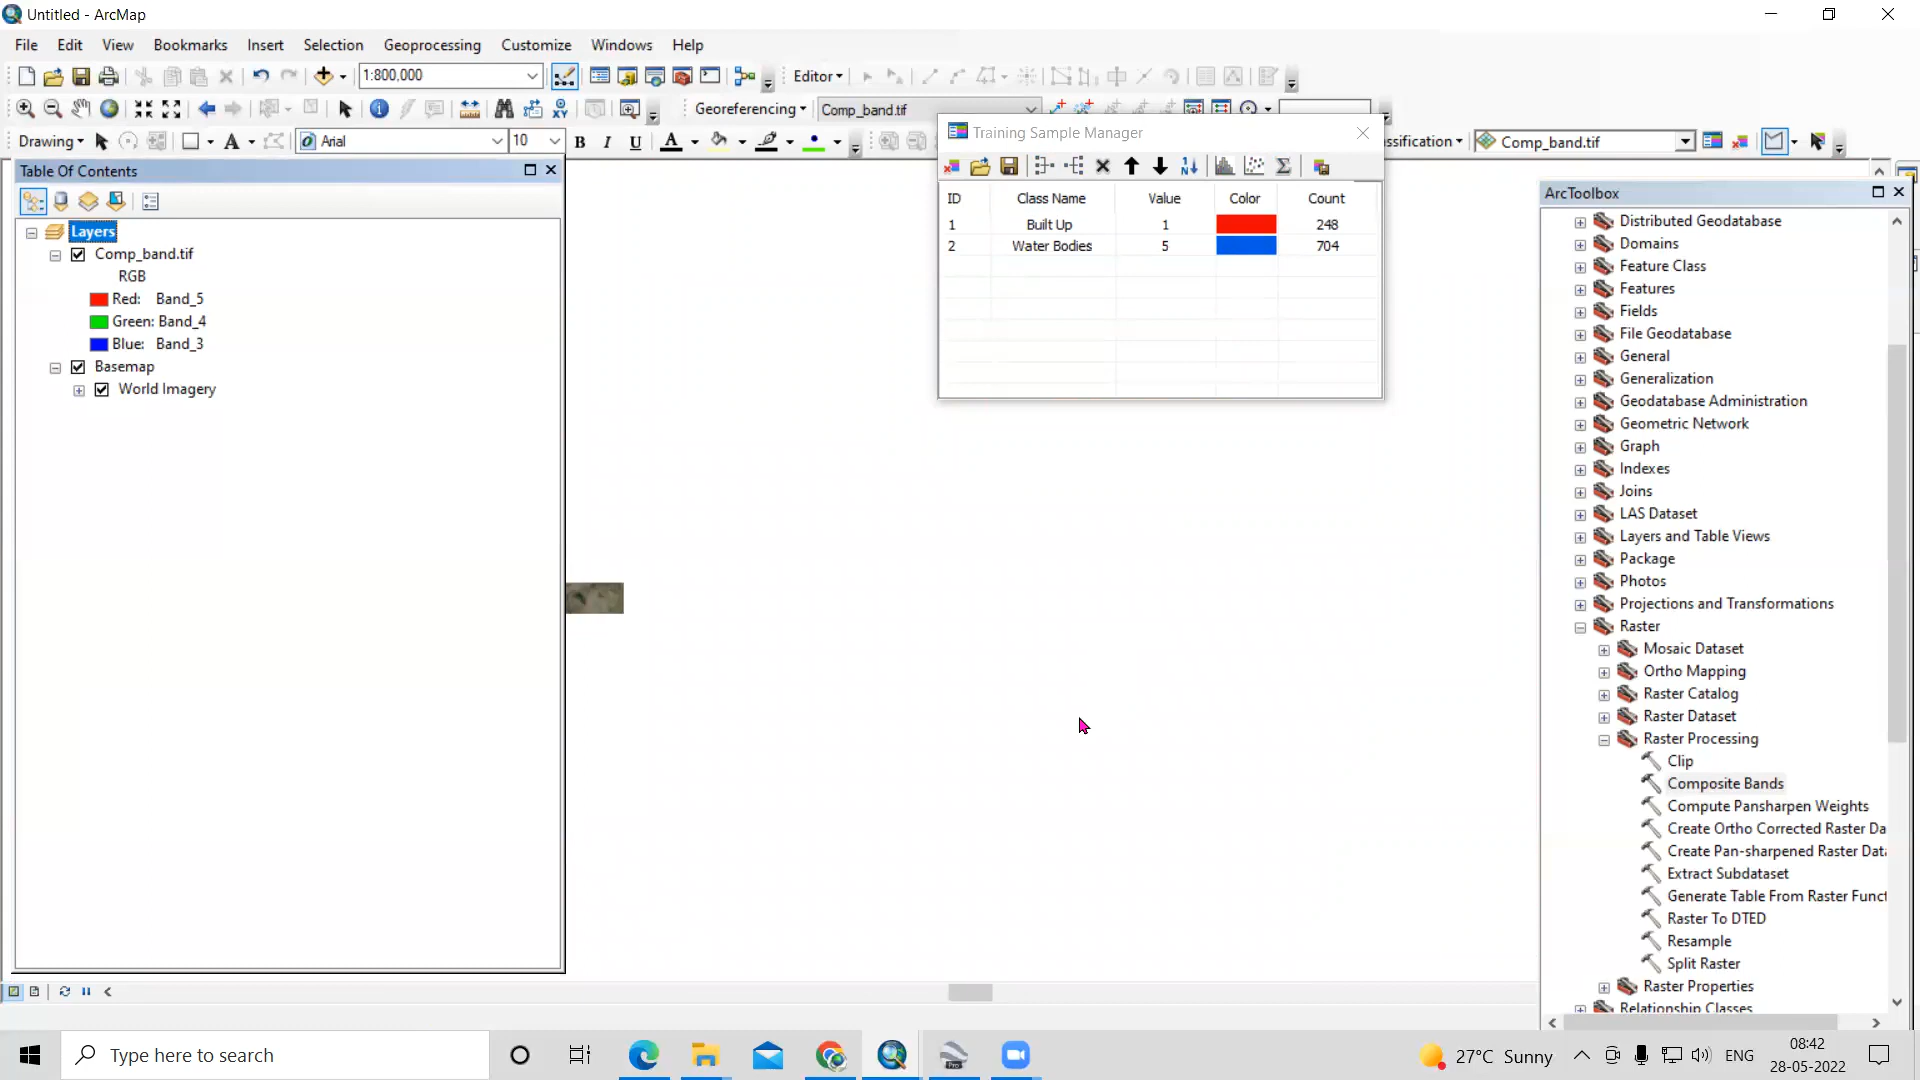 Untitled - ArcMap
File Edit View Bookmarks Insert Selection Geoprocessing Customize Windows Help
1:800,000 Editor
Georeferencing Comp_band.tif
Drawing Arial 10 B I U A ssification Comp_band.tif
Table Of Contents
Layers
Comp_band.tif
RGB
Red: Band_5
Green: Band_4
Blue: Band_3
Basemap
World Imagery
Training Sample Manager
ID Class Name Value Color Count
1 Built Up 1 248
2 Water Bodies 5 704
ArcToolbox
Distributed Geodatabase
Domains
Feature Class
Features
Fields
File Geodatabase
General
Generalization
Geodatabase Administration
Geometric Network
Graph
Indexes
Joins
LAS Dataset
Layers and Table Views
Package
Photos
Projections and Transformations
Raster
Mosaic Dataset
Ortho Mapping
Raster Catalog
Raster Dataset
Raster Processing
Clip
Composite Bands
Compute Pansharpen Weights
Create Ortho Corrected Raster Da
Create Pan-sharpened Raster Data
Extract Subdataset
Generate Table From Raster Funct
Raster To DTED
Resample
Split Raster
Raster Properties
Relationship Classes
Type here to search
27°C Sunny
ENG
08:42
28-05-2022